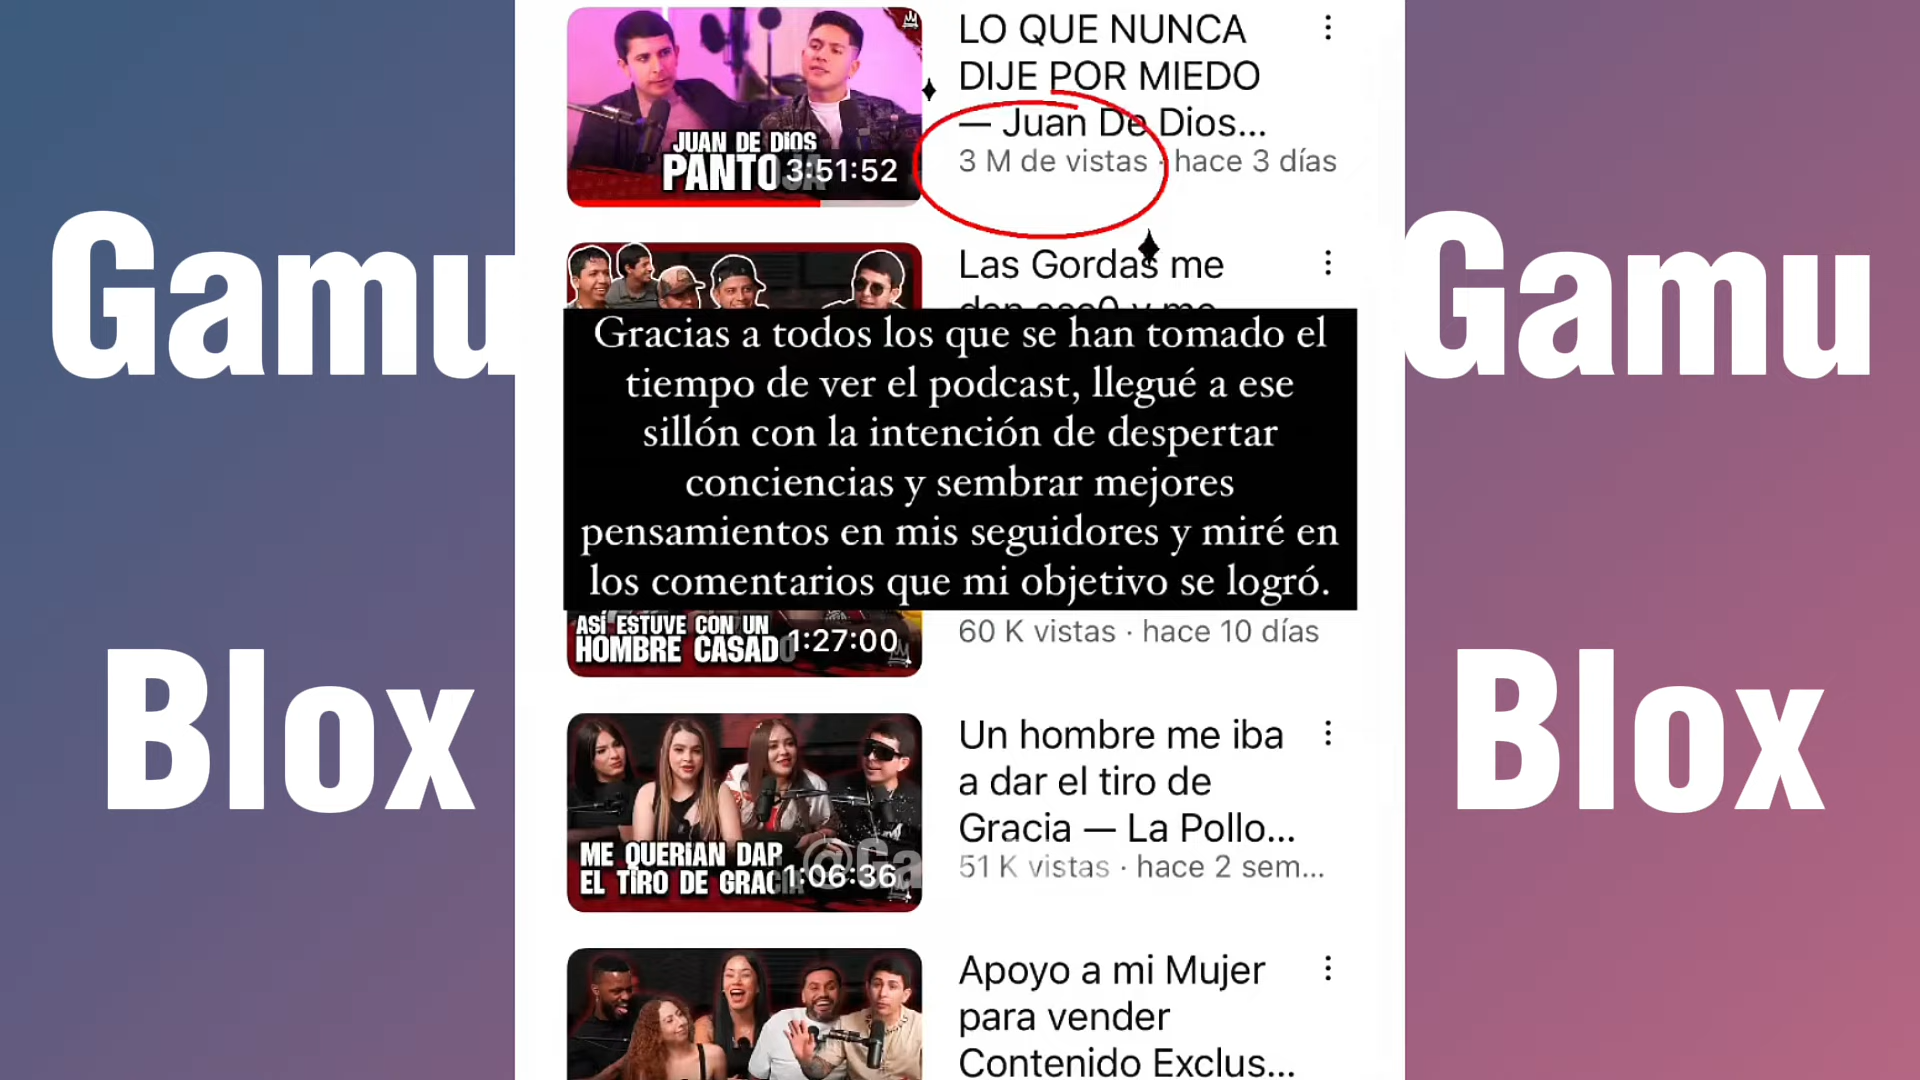 Gamu
Blox
LO QUE NUNCA
DIJE POR MIEDO
— Juan De Dios...
3 M de vistas · hace 3 días
JUAN DE DIOS
PANTOJA
3:51:52
Las Gordas me
Gracias a todos los que se han tomado el
tiempo de ver el podcast, llegué a ese
sillón con la intención de despertar
conciencias y sembrar mejores
pensamientos en mis seguidores y miré en
los comentarios que mi objetivo se logró.
ASÍ ESTUVE CON UN
HOMBRE CASADO
1:27:00
60 K vistas · hace 10 días
Un hombre me iba
a dar el tiro de
Gracia — La Pollo...
51 K vistas · hace 2 sem...
ME QUERIAN DAR
EL TIRO DE GRACIA
1:06:36
@Ga
Apoyo a mi Mujer
para vender
Contenido Exclus...
Gamu
Blox